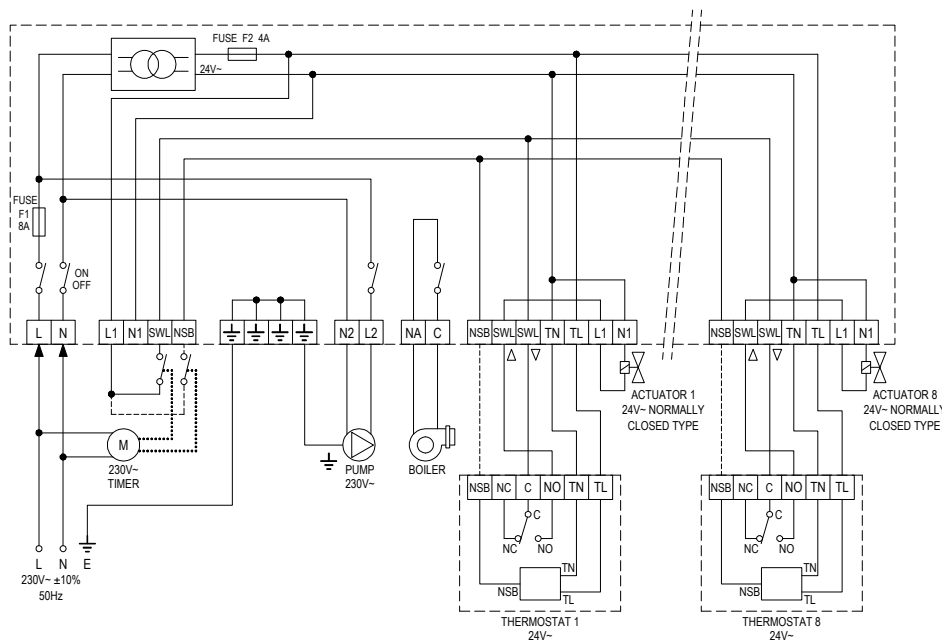 FUSE F2 4A
24V~
FUSE
F1
8A
ON
OFF
L N L1 N1 SWL NSB N2 L2 NA C NSB SWL SWL TN TL L1 N1 NSB SWL SWL TN TL L1 N1
ACTUATOR 1
24V~ NORMALLY
CLOSED TYPE
ACTUATOR 8
24V~ NORMALLY
CLOSED TYPE
M
230V~
TIMER
PUMP
230V~
BOILER
NSB NC C NO TN TL
C
NC NO
TN
NSB
TL
THERMOSTAT 1
24V~
NSB NC C NO TN TL
C
NC NO
TN
NSB
TL
THERMOSTAT 8
24V~
L N E
230V~ ±10%
50Hz